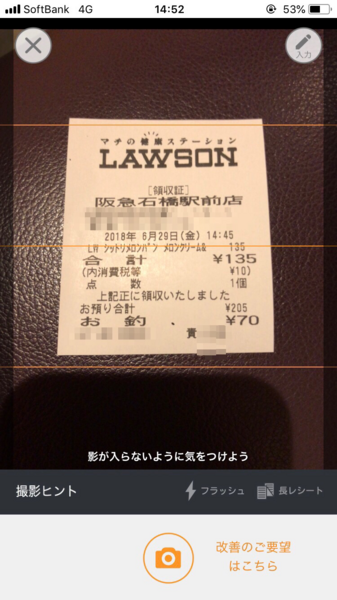 SoftBank 4G 14:52 53%
入力
マチの健康ステーション
LAWSON
[領収証]
阪急石橋駅前店
2018年 6月29日(金) 14:45
LW シットリメロンパン メロンクリーム& 135
合 計 ¥135
(内消費税等 ¥10)
点 数 1個
上記正に領収いたしました
お預り合計 ¥205
お 釣 ¥70
責
影が入らないように気をつけよう
撮影ヒント
フラッシュ
長レシート
改善のご要望
はこちら